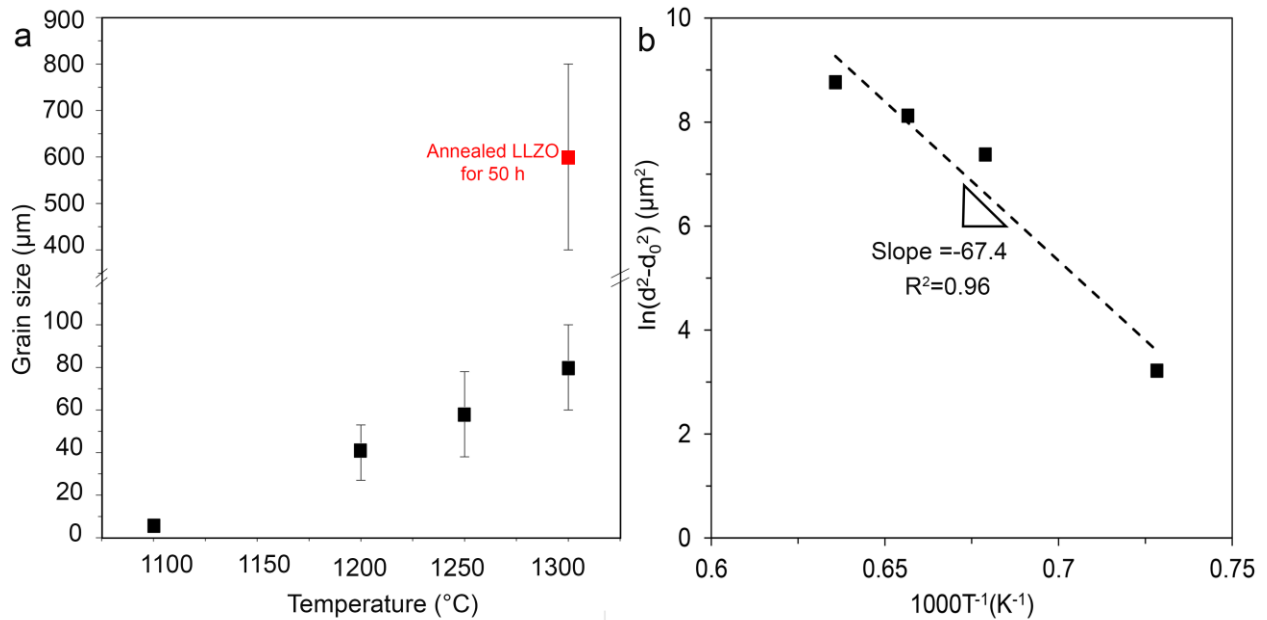 a
900
800
700
600
500
400
100
80
60
40
20
0
Grain size (µm)
Annealed LLZO
for 50 h
1100
1150
1200
1250
1300
Temperature (°C)
b
10
8
6
4
2
0
ln(d²-d₀²) (µm²)
Slope =-67.4
R²=0.96
0.6
0.65
0.7
0.75
1000T⁻¹(K⁻¹)